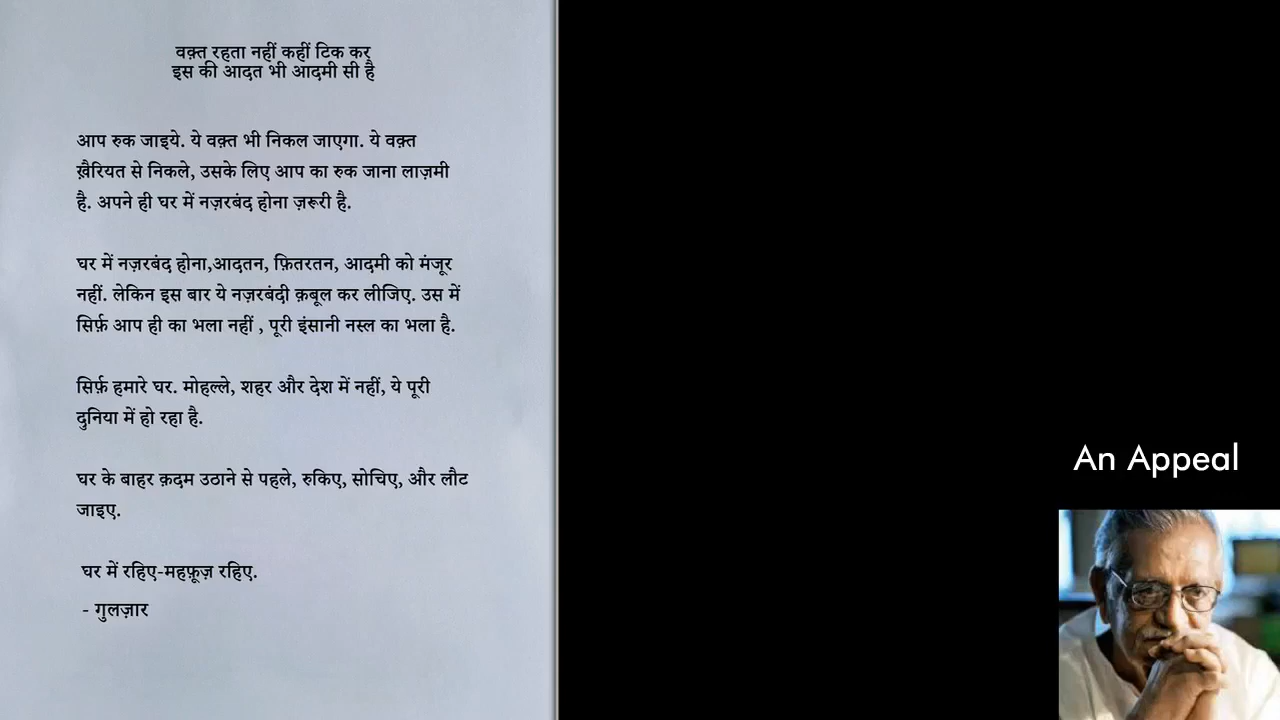 वक़्त रहता नहीं कहीं टिक कर
इस की आदत भी आदमी सी है
आप रुक जाइये. ये वक़्त भी निकल जाएगा. ये वक़्त
ख़ैरियत से निकले, उसके लिए आप का रुक जाना लाज़मी
है. अपने ही घर में नज़रबंद होना ज़रूरी है.
घर में नज़रबंद होना,आदतन, फ़ितरतन, आदमी को मंजूर
नहीं. लेकिन इस बार ये नज़रबंदी क़बूल कर लीजिए. उस में
सिर्फ़ आप ही का भला नहीं , पूरी इंसानी नस्ल का भला है.
सिर्फ़ हमारे घर. मोहल्ले, शहर और देश में नहीं, ये पूरी
दुनिया में हो रहा है.
घर के बाहर क़दम उठाने से पहले, रुकिए, सोचिए, और लौट
जाइए.
घर में रहिए-महफ़ूज़ रहिए.
- गुलज़ार
An Appeal